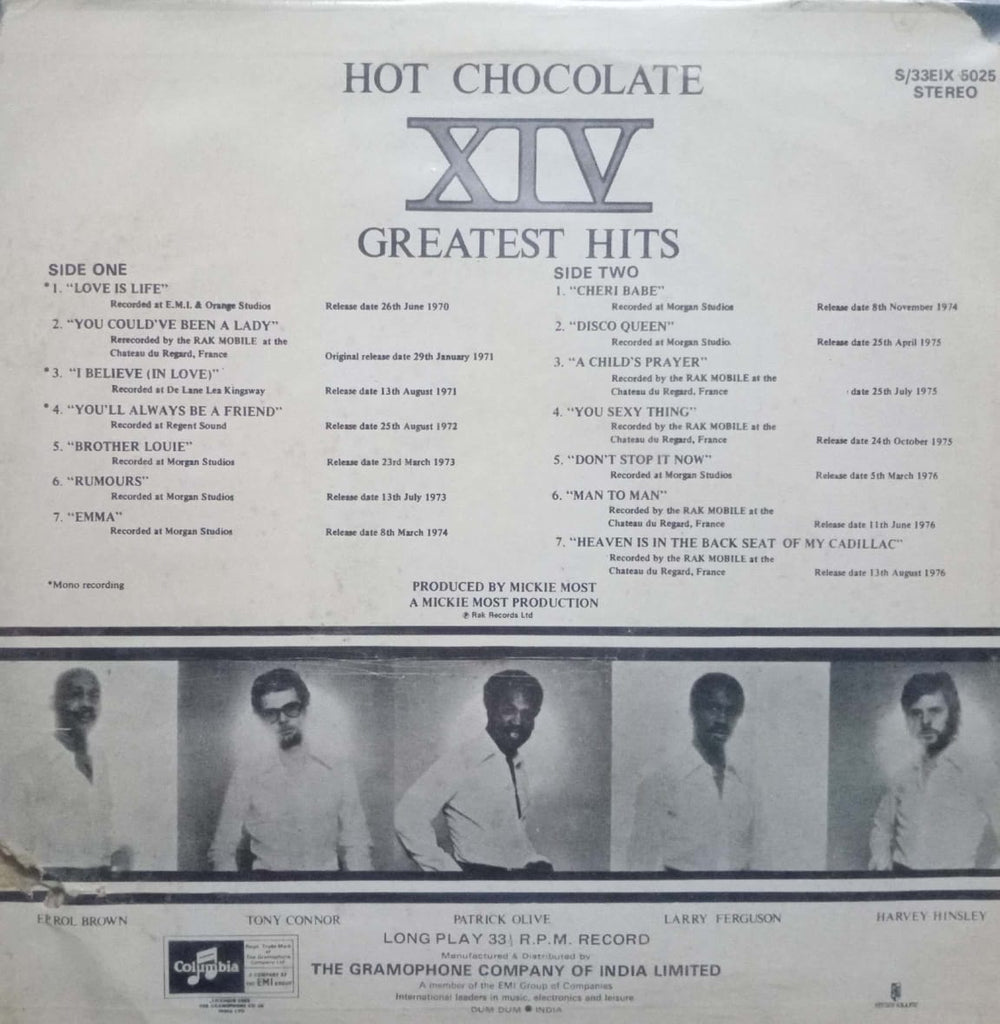 HOT CHOCOLATE
S/33EIX 5025
STEREO
XIV
GREATEST HITS
SIDE ONE
*1. "LOVE IS LIFE"
Recorded at E.M.I. & Orange Studios Release date 26th June 1970
2. "YOU COULD'VE BEEN A LADY"
Rerecorded by the RAK MOBILE at the
Chateau du Regard, France Original release date 29th January 1971
*3. "I BELIEVE (IN LOVE)"
Recorded at De Lane Lea Kingsway Release date 13th August 1971
*4. "YOU'LL ALWAYS BE A FRIEND"
Recorded at Regent Sound Release date 25th August 1972
5. "BROTHER LOUIE"
Recorded at Morgan Studios Release date 23rd March 1973
6. "RUMOURS"
Recorded at Morgan Studios Release date 13th July 1973
7. "EMMA"
Recorded at Morgan Studios Release date 8th March 1974
*Mono recording
SIDE TWO
1. "CHERI BABE"
Recorded at Morgan Studios Release date 8th November 1974
2. "DISCO QUEEN"
Recorded at Morgan Studio. Release date 25th April 1975
3. "A CHILD'S PRAYER"
Recorded by the RAK MOBILE at the
Chateau du Regard, France date 25th July 1975
4. "YOU SEXY THING"
Recorded by the RAK MOBILE at the
Chateau du Regard, France Release date 24th October 1975
5. "DON'T STOP IT NOW"
Recorded at Morgan Studios Release date 5th March 1976
6. "MAN TO MAN"
Recorded by the RAK MOBILE at the
Chateau du Regard, France Release date 11th June 1976
7. "HEAVEN IS IN THE BACK SEAT OF MY CADILLAC"
Recorded by the RAK MOBILE at the
Chateau du Regard, France Release date 13th August 1976
PRODUCED BY MICKIE MOST
A MICKIE MOST PRODUCTION
℗ Rak Records Ltd
ERROL BROWN
TONY CONNOR
PATRICK OLIVE
LARRY FERGUSON
HARVEY HINSLEY
LONG PLAY 33⅓ R.P.M. RECORD
Manufactured & Distributed by
THE GRAMOPHONE COMPANY OF INDIA LIMITED
A member of the EMI Group of Companies
International leaders in music, electronics and leisure
DUM DUM INDIA
Columbia
Regd. Trade Mark
of
The Gramophone
Company Ltd
A COMPANY OF
THE EMI GROUP